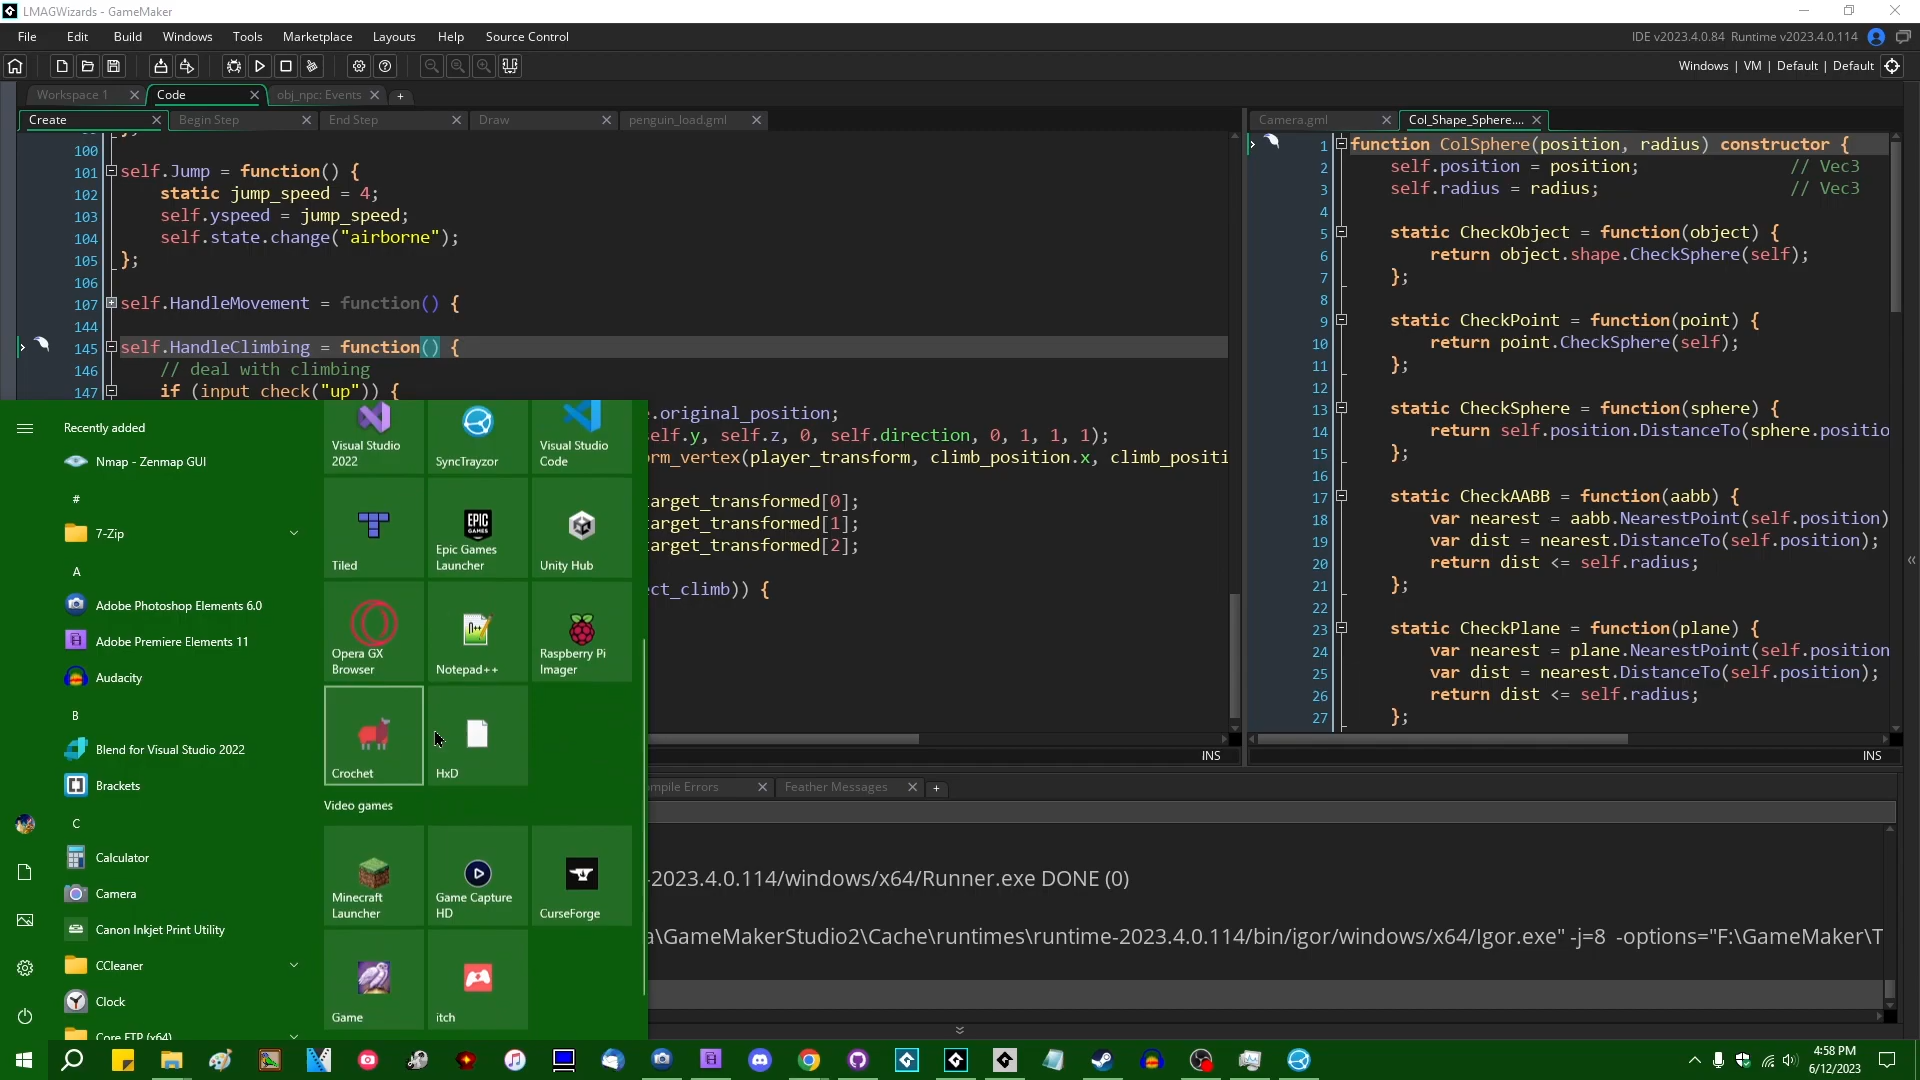 LMAGWizards - GameMaker
File Edit Build Windows Tools Marketplace Layouts Help Source Control
IDE v2023.4.0.84 Runtime v2023.4.0.114
Windows | VM | Default | Default
Workspace 1
Code
obj_npc: Events
Create
Begin Step
End Step
Draw
penguin_load.gml
100
101 self.Jump = function() {
102 static jump_speed = 4;
103 self.yspeed = jump_speed;
104 self.state.change("airborne");
105 };
106
107 self.HandleMovement = function() {
144
145 self.HandleClimbing = function() {
146 // deal with climbing
147 if (input_check("up")) {
.original_position;
self.y, self.z, 0, self.direction, 0, 1, 1, 1);
rm_vertex(player_transform, climb_position.x, climb_positi
target_transformed[0];
target_transformed[1];
target_transformed[2];
ect_climb)) {
INS
Camera.gml
Col_Shape_Sphere....
1 function ColSphere(position, radius) constructor {
2 self.position = position; // Vec3
3 self.radius = radius; // Vec3
4
5 static CheckObject = function(object) {
6 return object.shape.CheckSphere(self);
7 };
8
9 static CheckPoint = function(point) {
10 return point.CheckSphere(self);
11 };
12
13 static CheckSphere = function(sphere) {
14 return self.position.DistanceTo(sphere.positio
15 };
16
17 static CheckAABB = function(aabb) {
18 var nearest = aabb.NearestPoint(self.position)
19 var dist = nearest.DistanceTo(self.position);
20 return dist <= self.radius;
21 };
22
23 static CheckPlane = function(plane) {
24 var nearest = plane.NearestPoint(self.position
25 var dist = nearest.DistanceTo(self.position);
26 return dist <= self.radius;
27 };
INS
mpile Errors
Feather Messages
-2023.4.0.114/windows/x64/Runner.exe DONE (0)
a\GameMakerStudio2\Cache\runtimes\runtime-2023.4.0.114/bin/igor/windows/x64/Igor.exe" -j=8 -options="F:\GameMaker\T
Recently added
Nmap - Zenmap GUI
#
7-Zip
A
Adobe Photoshop Elements 6.0
Adobe Premiere Elements 11
Audacity
B
Blend for Visual Studio 2022
Brackets
C
Calculator
Camera
Canon Inkjet Print Utility
CCleaner
Clock
Core FTP (x64)
Visual Studio
2022
SyncTrayzor
Visual Studio
Code
Tiled
EPIC
GAMES
Epic Games
Launcher
Unity Hub
Opera GX
Browser
Notepad++
Raspberry Pi
Imager
Crochet
HxD
Video games
Minecraft
Launcher
Game Capture
HD
CurseForge
Game
itch
4:58 PM
6/12/2023